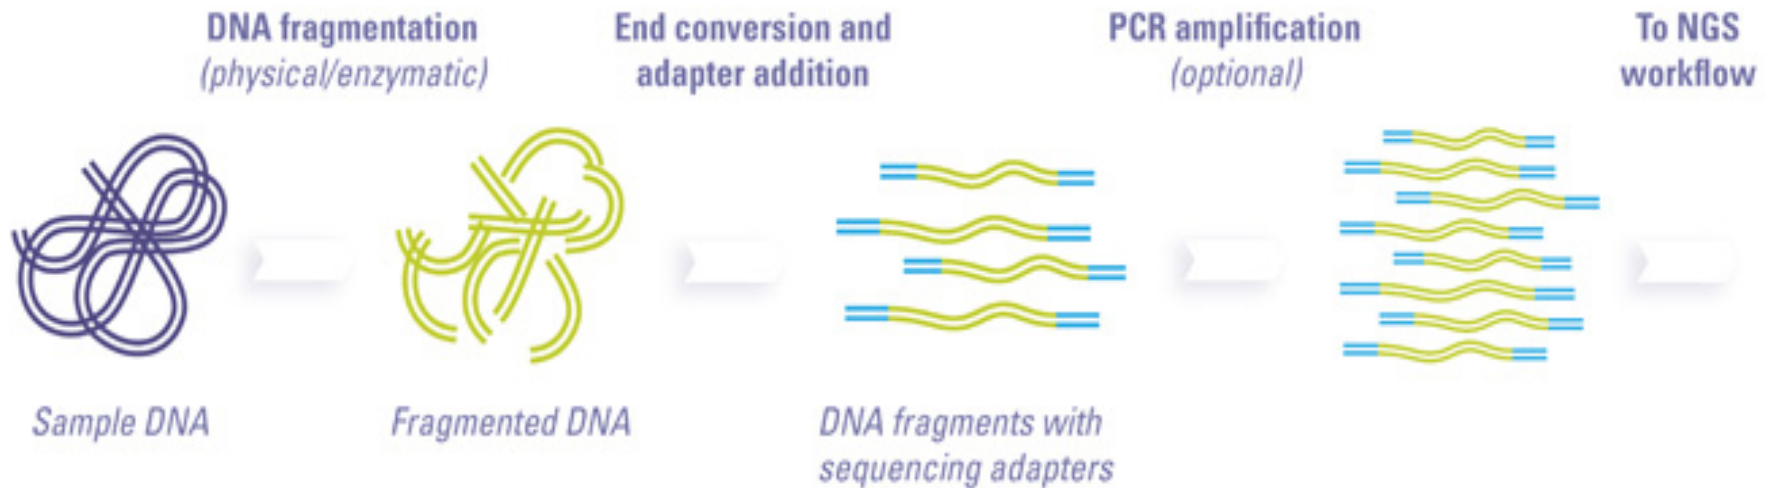 DNA fragmentation
(physical/enzymatic)
End conversion and
adapter addition
PCR amplification
(optional)
To NGS
workflow
Sample DNA
Fragmented DNA
DNA fragments with
sequencing adapters